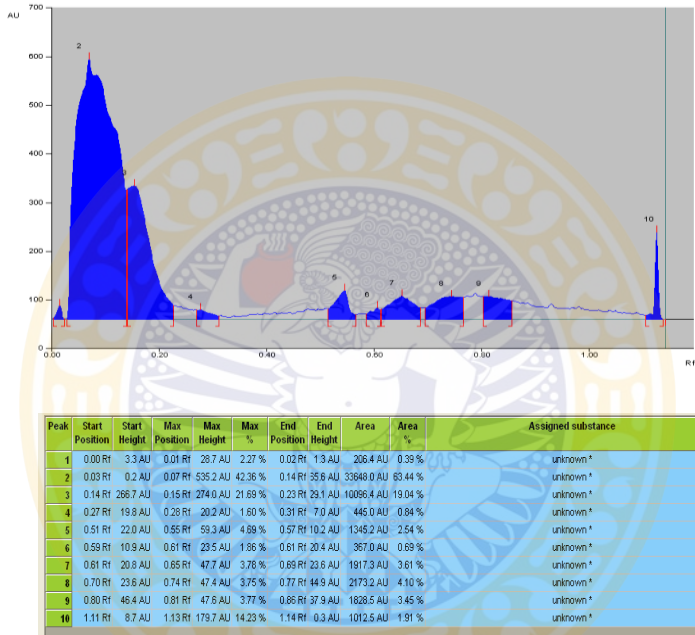 700
AU
600
500
400
300
200
100
0
0.00 0.20 0.40 0.60 0.80 1.00
Rf
2
4
5
6
7
8
9
10
Peak Start Position Start Height Max Position Max Height Max % End Position End Height Area Area % Assigned substance
1 0.00 Rf 3.3 AU 0.01 Rf 28.7 AU 2.27 % 0.02 Rf 1.3 AU 206.4 AU 0.39 % unknown *
2 0.03 Rf 0.2 AU 0.07 Rf 535.2 AU 42.36 % 0.14 Rf 35.6 AU 33648.0 AU 63.44 % unknown *
3 0.14 Rf 266.7 AU 0.15 Rf 274.0 AU 21.69 % 0.23 Rf 29.1 AU 10096.4 AU 19.04 % unknown *
4 0.27 Rf 19.8 AU 0.28 Rf 20.2 AU 1.60 % 0.31 Rf 7.0 AU 445.0 AU 0.84 % unknown *
5 0.51 Rf 22.0 AU 0.55 Rf 59.3 AU 4.69 % 0.57 Rf 10.2 AU 1345.2 AU 2.54 % unknown *
6 0.59 Rf 10.9 AU 0.61 Rf 23.5 AU 1.86 % 0.61 Rf 20.4 AU 367.0 AU 0.69 % unknown *
7 0.61 Rf 20.8 AU 0.65 Rf 47.7 AU 3.78 % 0.69 Rf 23.6 AU 1917.3 AU 3.61 % unknown *
8 0.70 Rf 23.6 AU 0.74 Rf 47.4 AU 3.75 % 0.77 Rf 44.9 AU 2173.2 AU 4.10 % unknown *
9 0.80 Rf 46.4 AU 0.81 Rf 47.6 AU 3.77 % 0.86 Rf 37.9 AU 1828.5 AU 3.45 % unknown *
10 1.11 Rf 8.7 AU 1.13 Rf 179.7 AU 14.23 % 1.14 Rf 0.3 AU 1012.5 AU 1.91 % unknown *